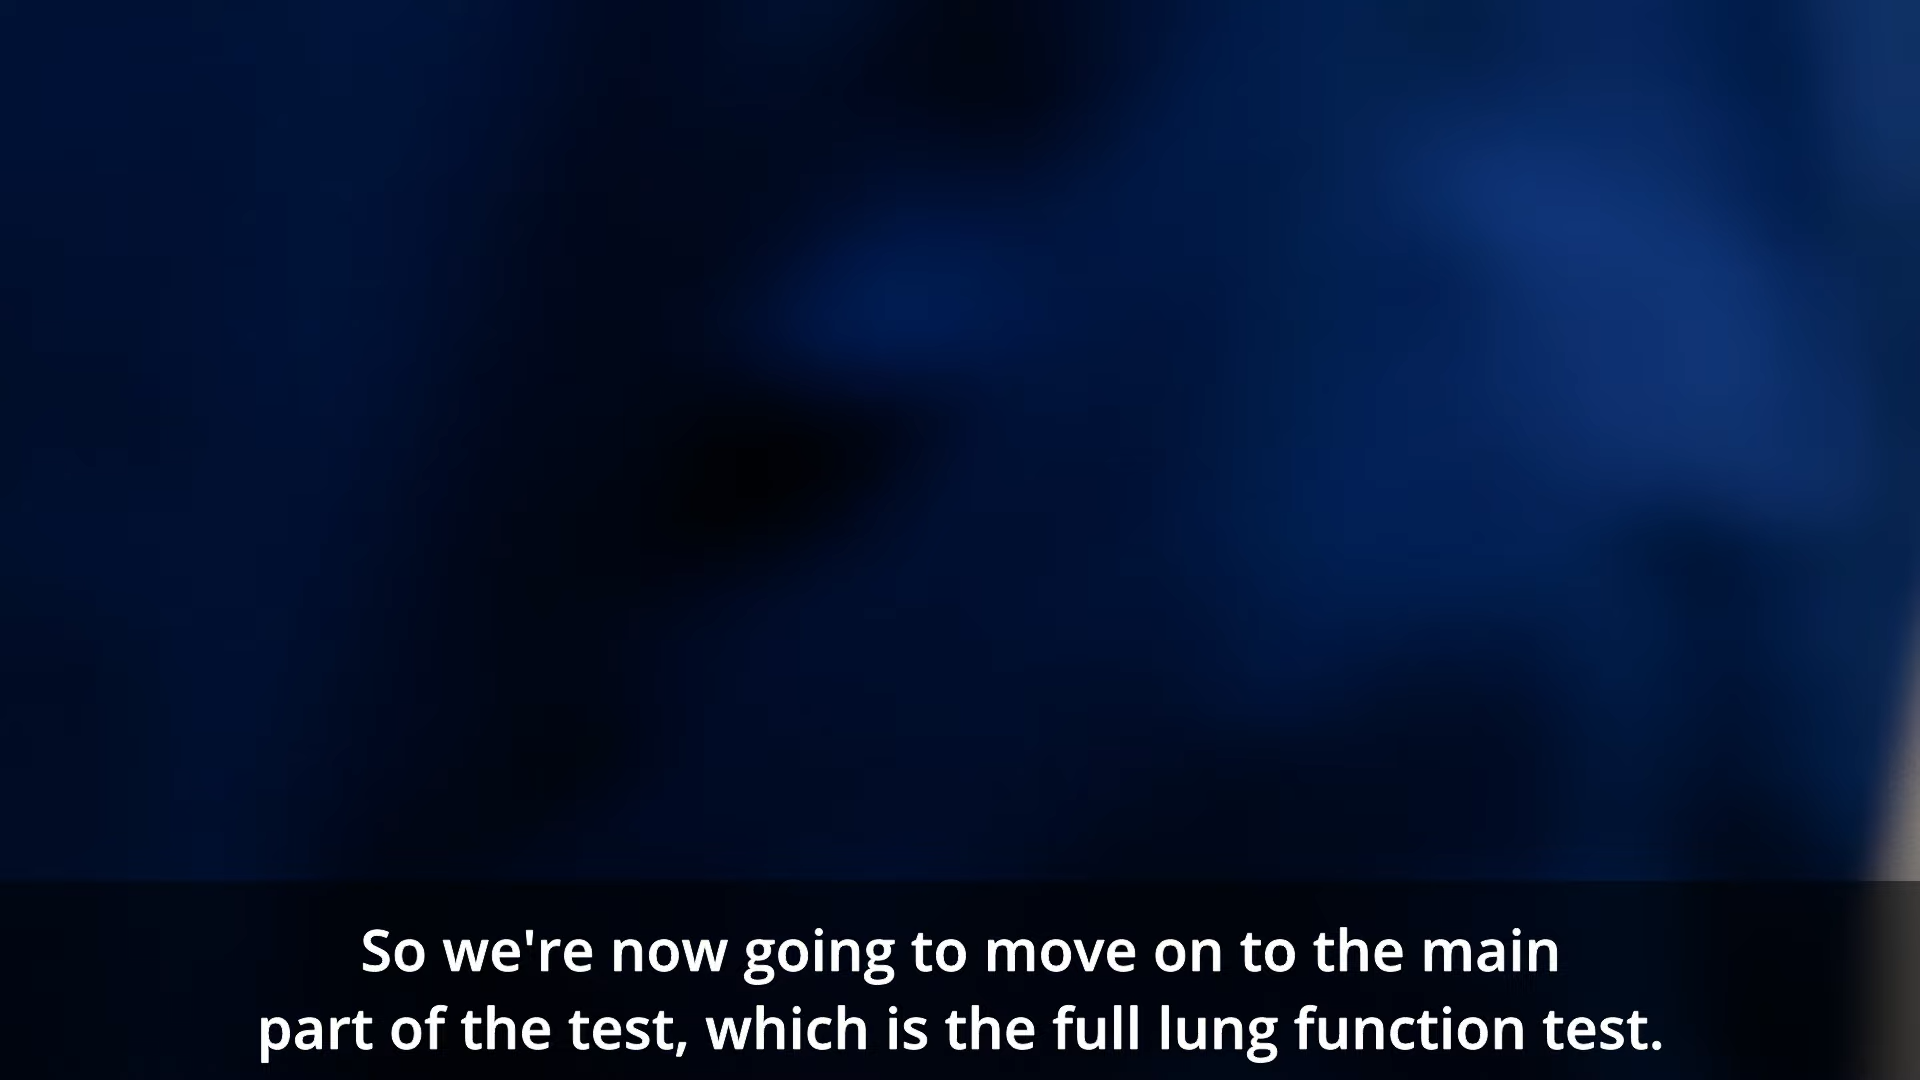 So we're now going to move on to the main
part of the test, which is the full lung function test.